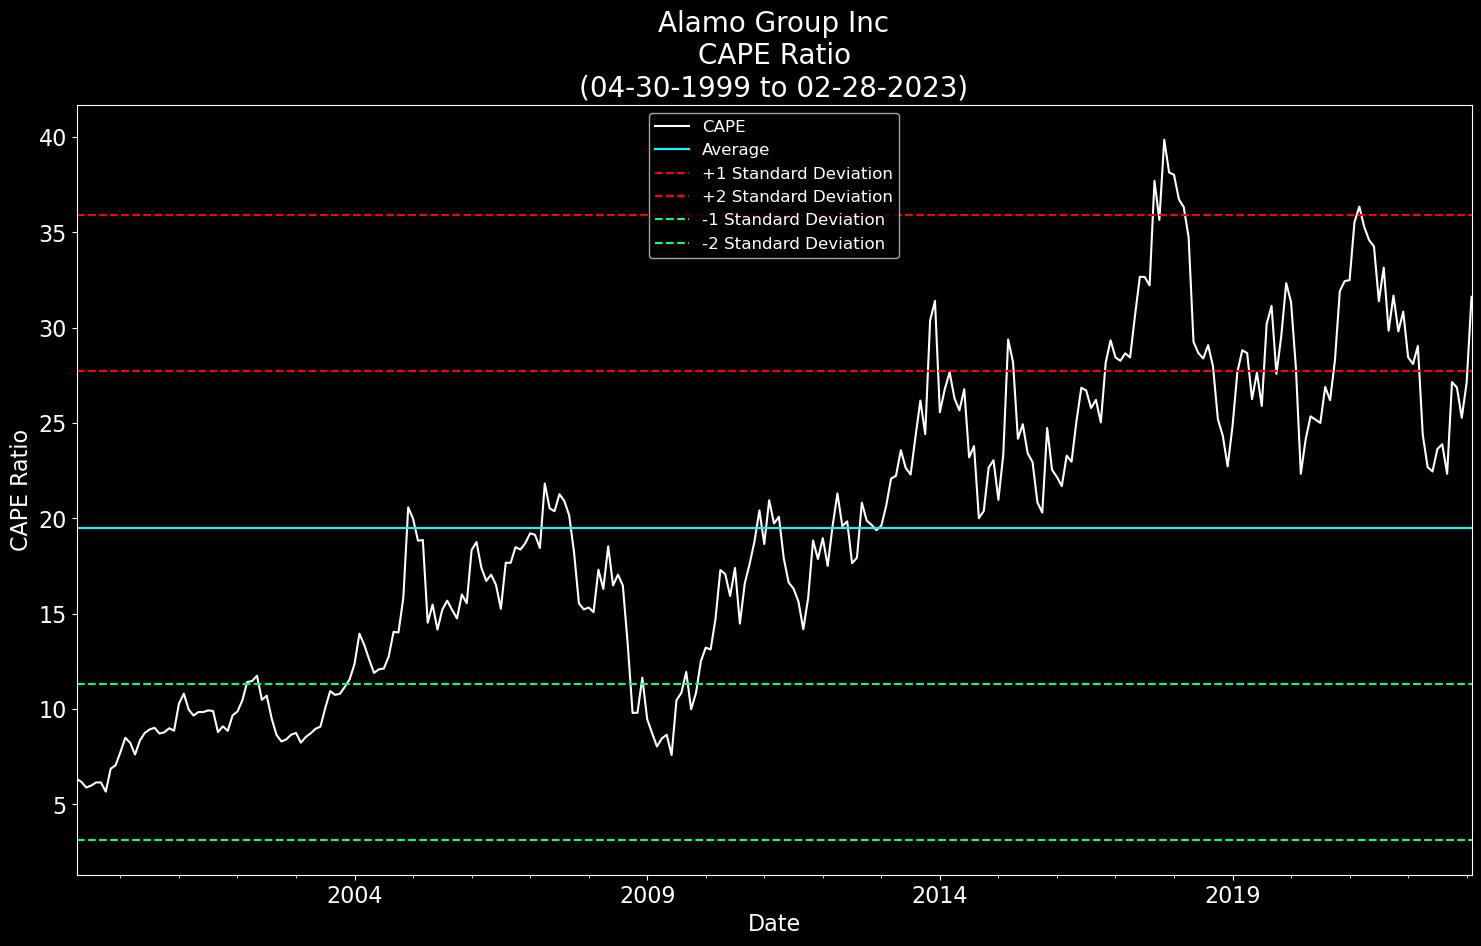 Alamo Group Inc
CAPE Ratio
(04-30-1999 to 02-28-2023)
CAPE
Average
+1 Standard Deviation
+2 Standard Deviation
-1 Standard Deviation
-2 Standard Deviation
CAPE Ratio
40
35
30
25
20
15
10
5
2004 2009 2014 2019
Date